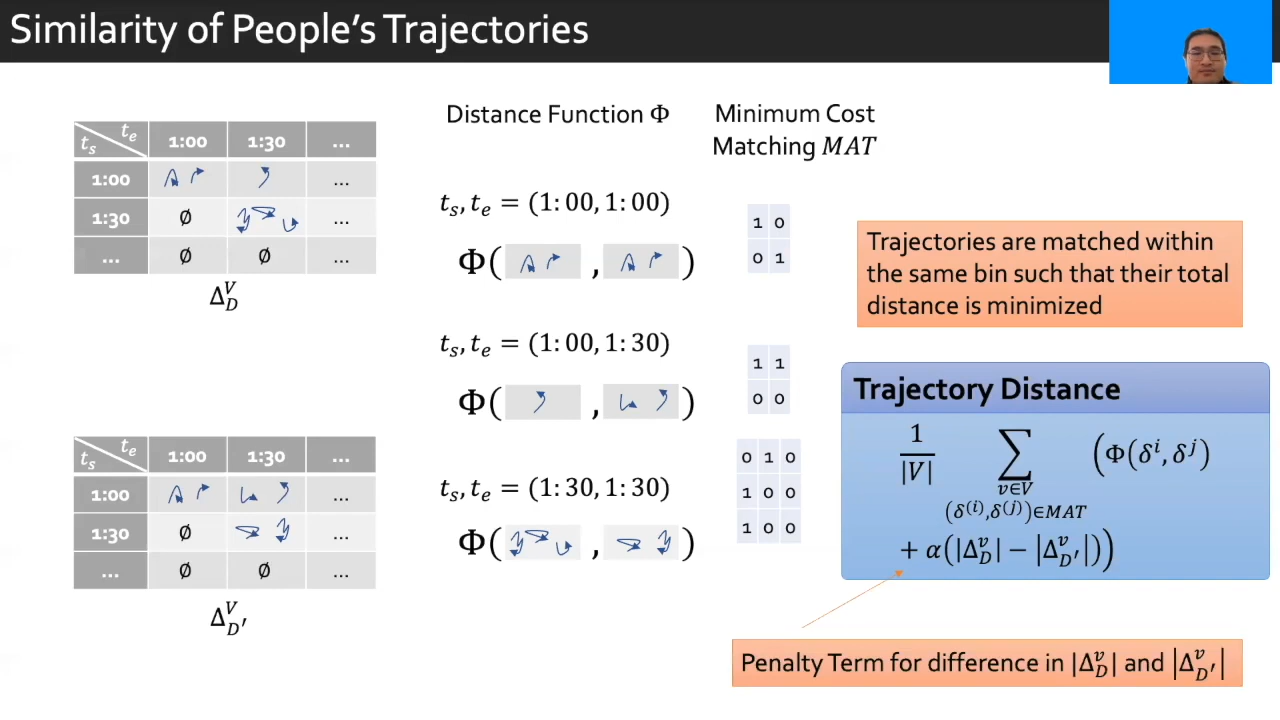 Similarity of People's Trajectories
Distance Function Φ
Minimum Cost
Matching MAT
t_s t_e 1:00 1:30 ...
1:00 ...
1:30 ∅ ...
... ∅ ∅ ...
Δ_D^V
t_s t_e 1:00 1:30 ...
1:00 ...
1:30 ∅ ...
... ∅ ∅ ...
Δ_{D'}^V
t_s, t_e = (1:00, 1:00)
Φ( , )
1 0
0 1
t_s, t_e = (1:00, 1:30)
Φ( , )
1 1
0 0
t_s, t_e = (1:30, 1:30)
Φ( , )
0 1 0
1 0 0
1 0 0
Trajectories are matched within
the same bin such that their total
distance is minimized
Trajectory Distance
1/|V| ∑_{v∈V (δ^{(i)},δ^{(j)})∈MAT} (Φ(δ^i, δ^j)
+ α(|Δ_D^v| − |Δ_{D'}^v|))
Penalty Term for difference in |Δ_D^v| and |Δ_{D'}^v|